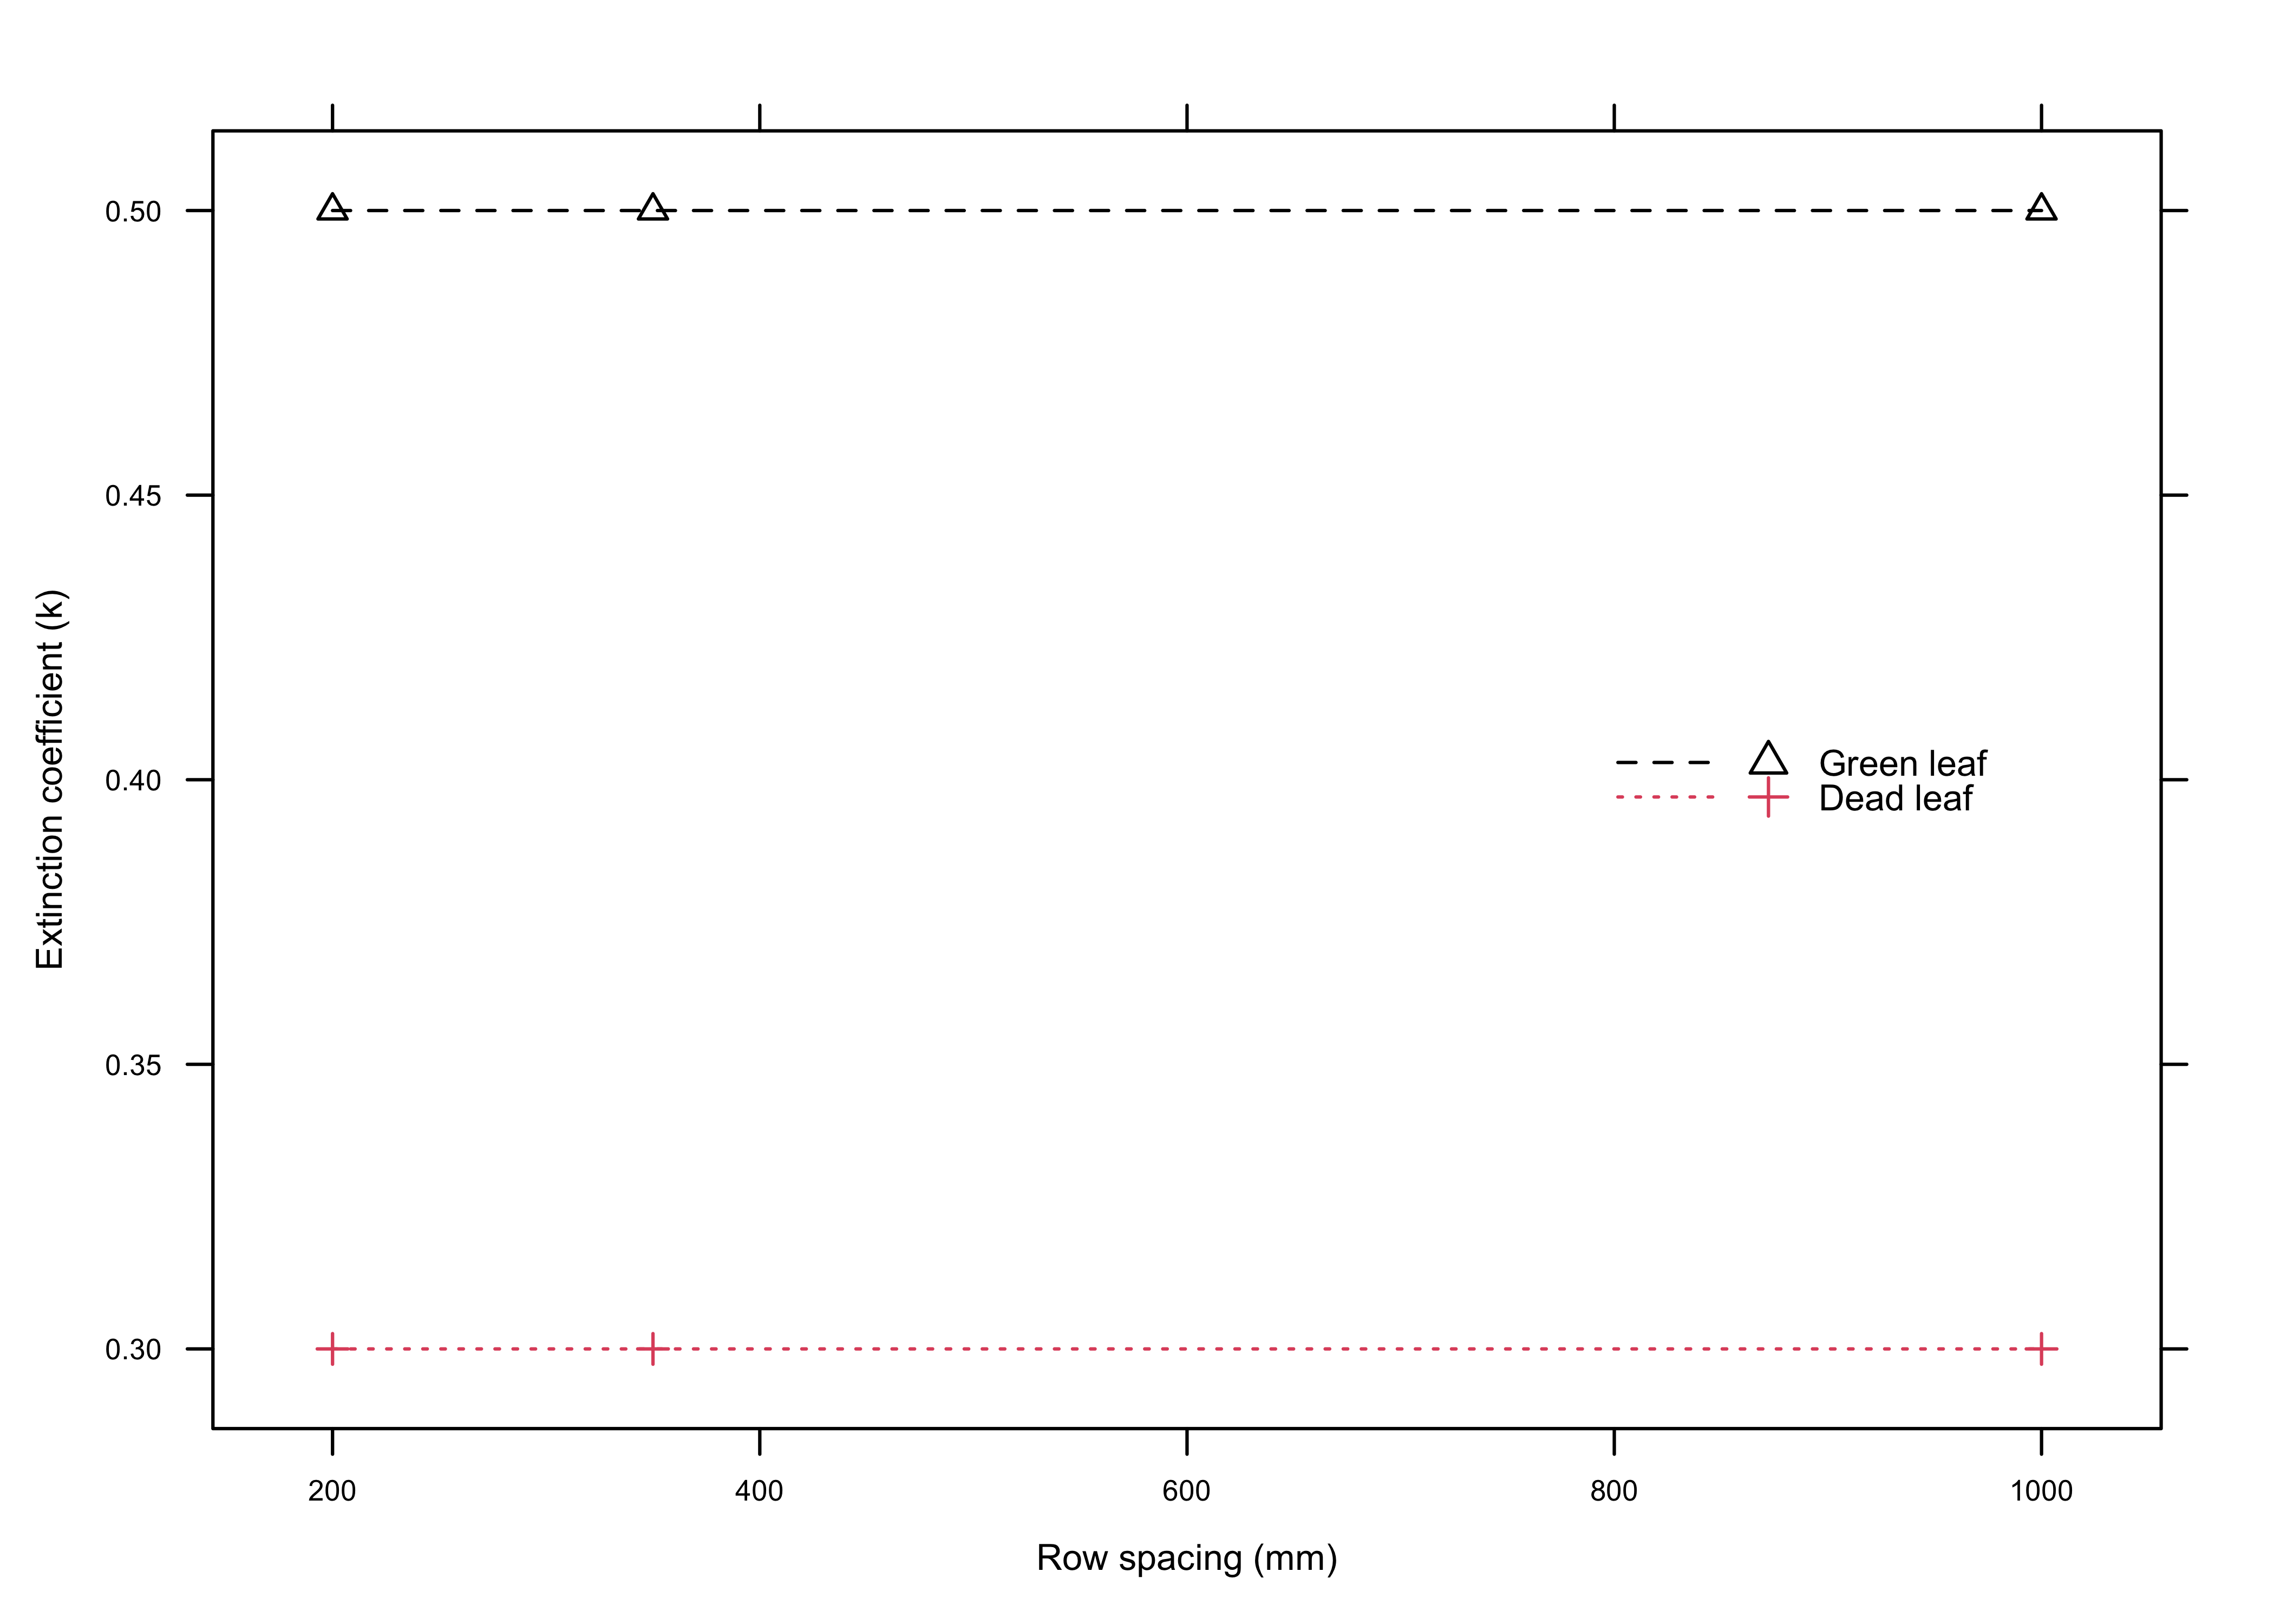 0.50
0.45
0.40
0.35
0.30
Extinction coefficient (k)
Green leaf
Dead leaf
200
400
600
800
1000
Row spacing (mm)